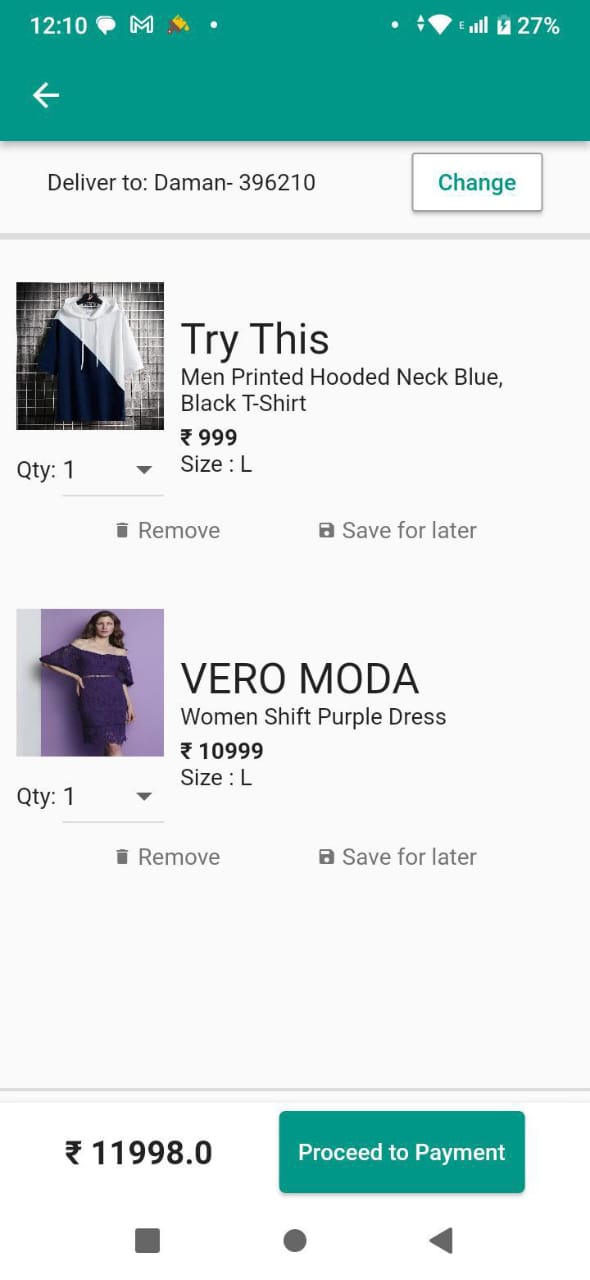 12:10
E 27%
Deliver to: Daman- 396210
Change
Try This
Men Printed Hooded Neck Blue,
Black T-Shirt
₹ 999
Size : L
Qty: 1
Remove
Save for later
VERO MODA
Women Shift Purple Dress
₹ 10999
Size : L
Qty: 1
Remove
Save for later
₹ 11998.0
Proceed to Payment